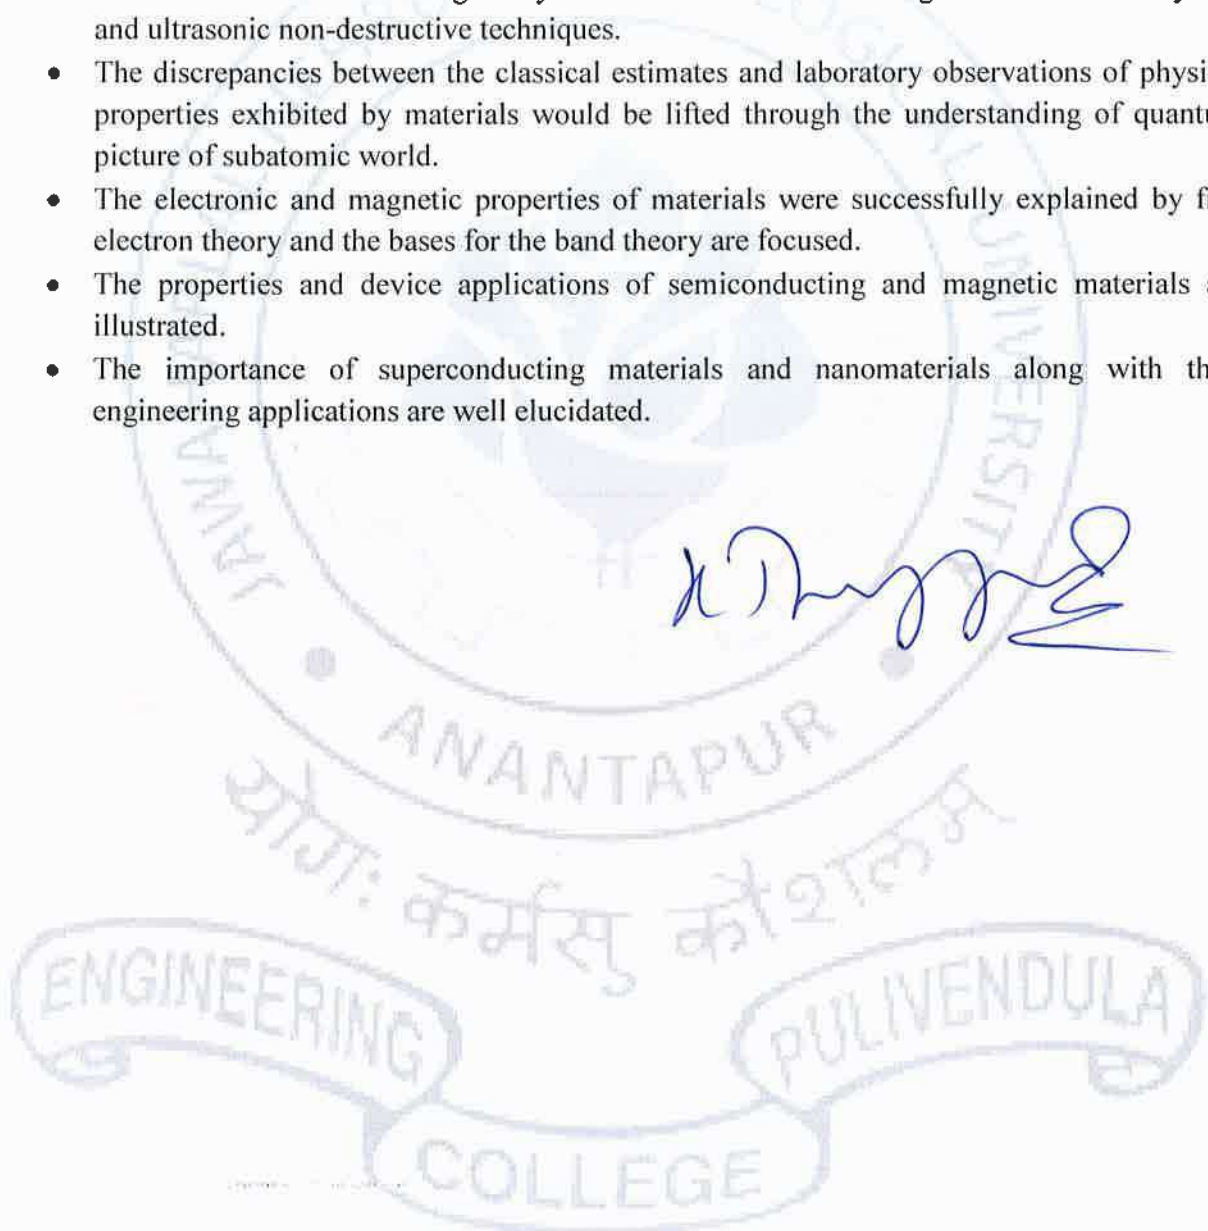 and ultrasonic non-destructive techniques.
• The discrepancies between the classical estimates and laboratory observations of physi
properties exhibited by materials would be lifted through the understanding of quantu
picture of subatomic world.
• The electronic and magnetic properties of materials were successfully explained by fr
electron theory and the bases for the band theory are focused.
• The properties and device applications of semiconducting and magnetic materials a
illustrated.
• The importance of superconducting materials and nanomaterials along with the
engineering applications are well elucidated.
UNIVERSITY
ANANTAPUR
योगः कर्मसु कौशलम
ENGINEERING
COLLEGE
PULIVENDULA